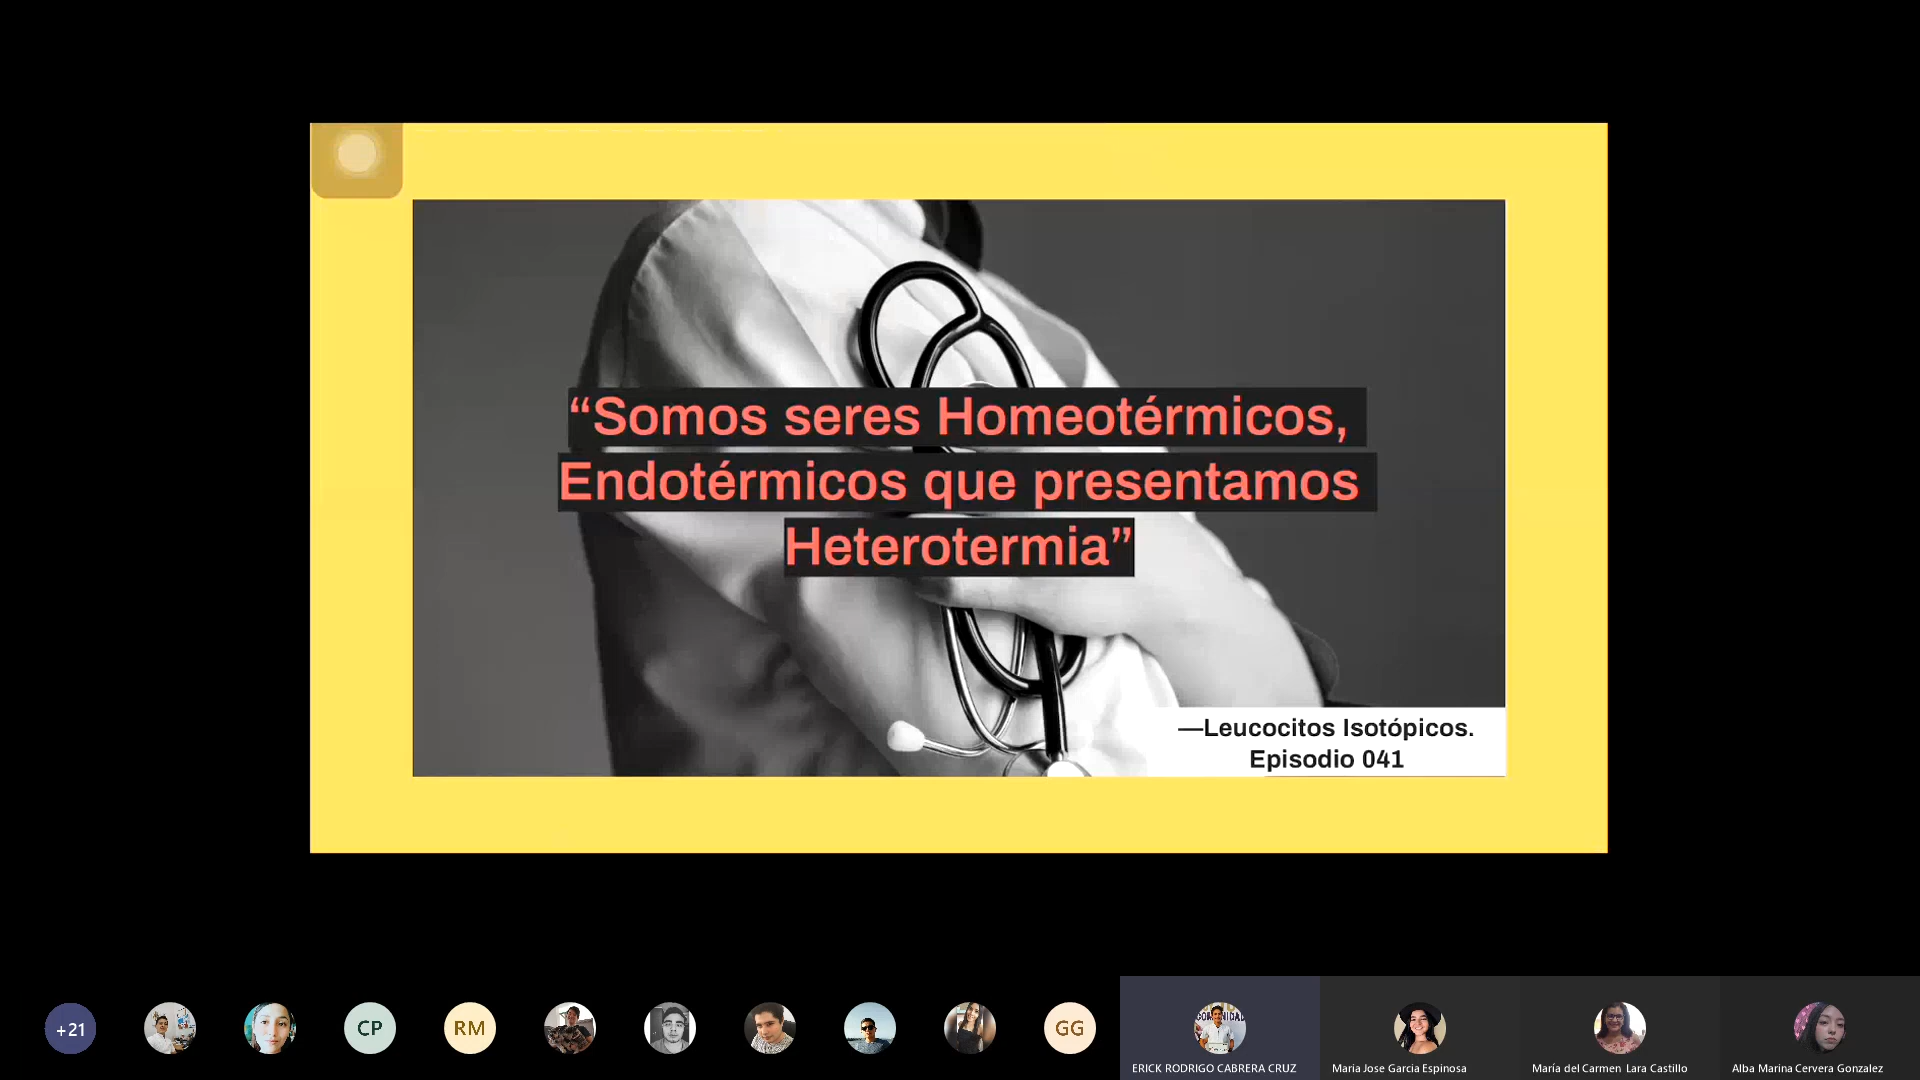 “Somos seres Homeotérmicos,
Endotérmicos que presentamos
Heterotermia”
—Leucocitos Isotópicos.
Episodio 041
+21
CP
RM
GG
ERICK RODRIGO CABRERA CRUZ
Maria Jose Garcia Espinosa
María del Carmen Lara Castillo
Alba Marina Cervera Gonzalez